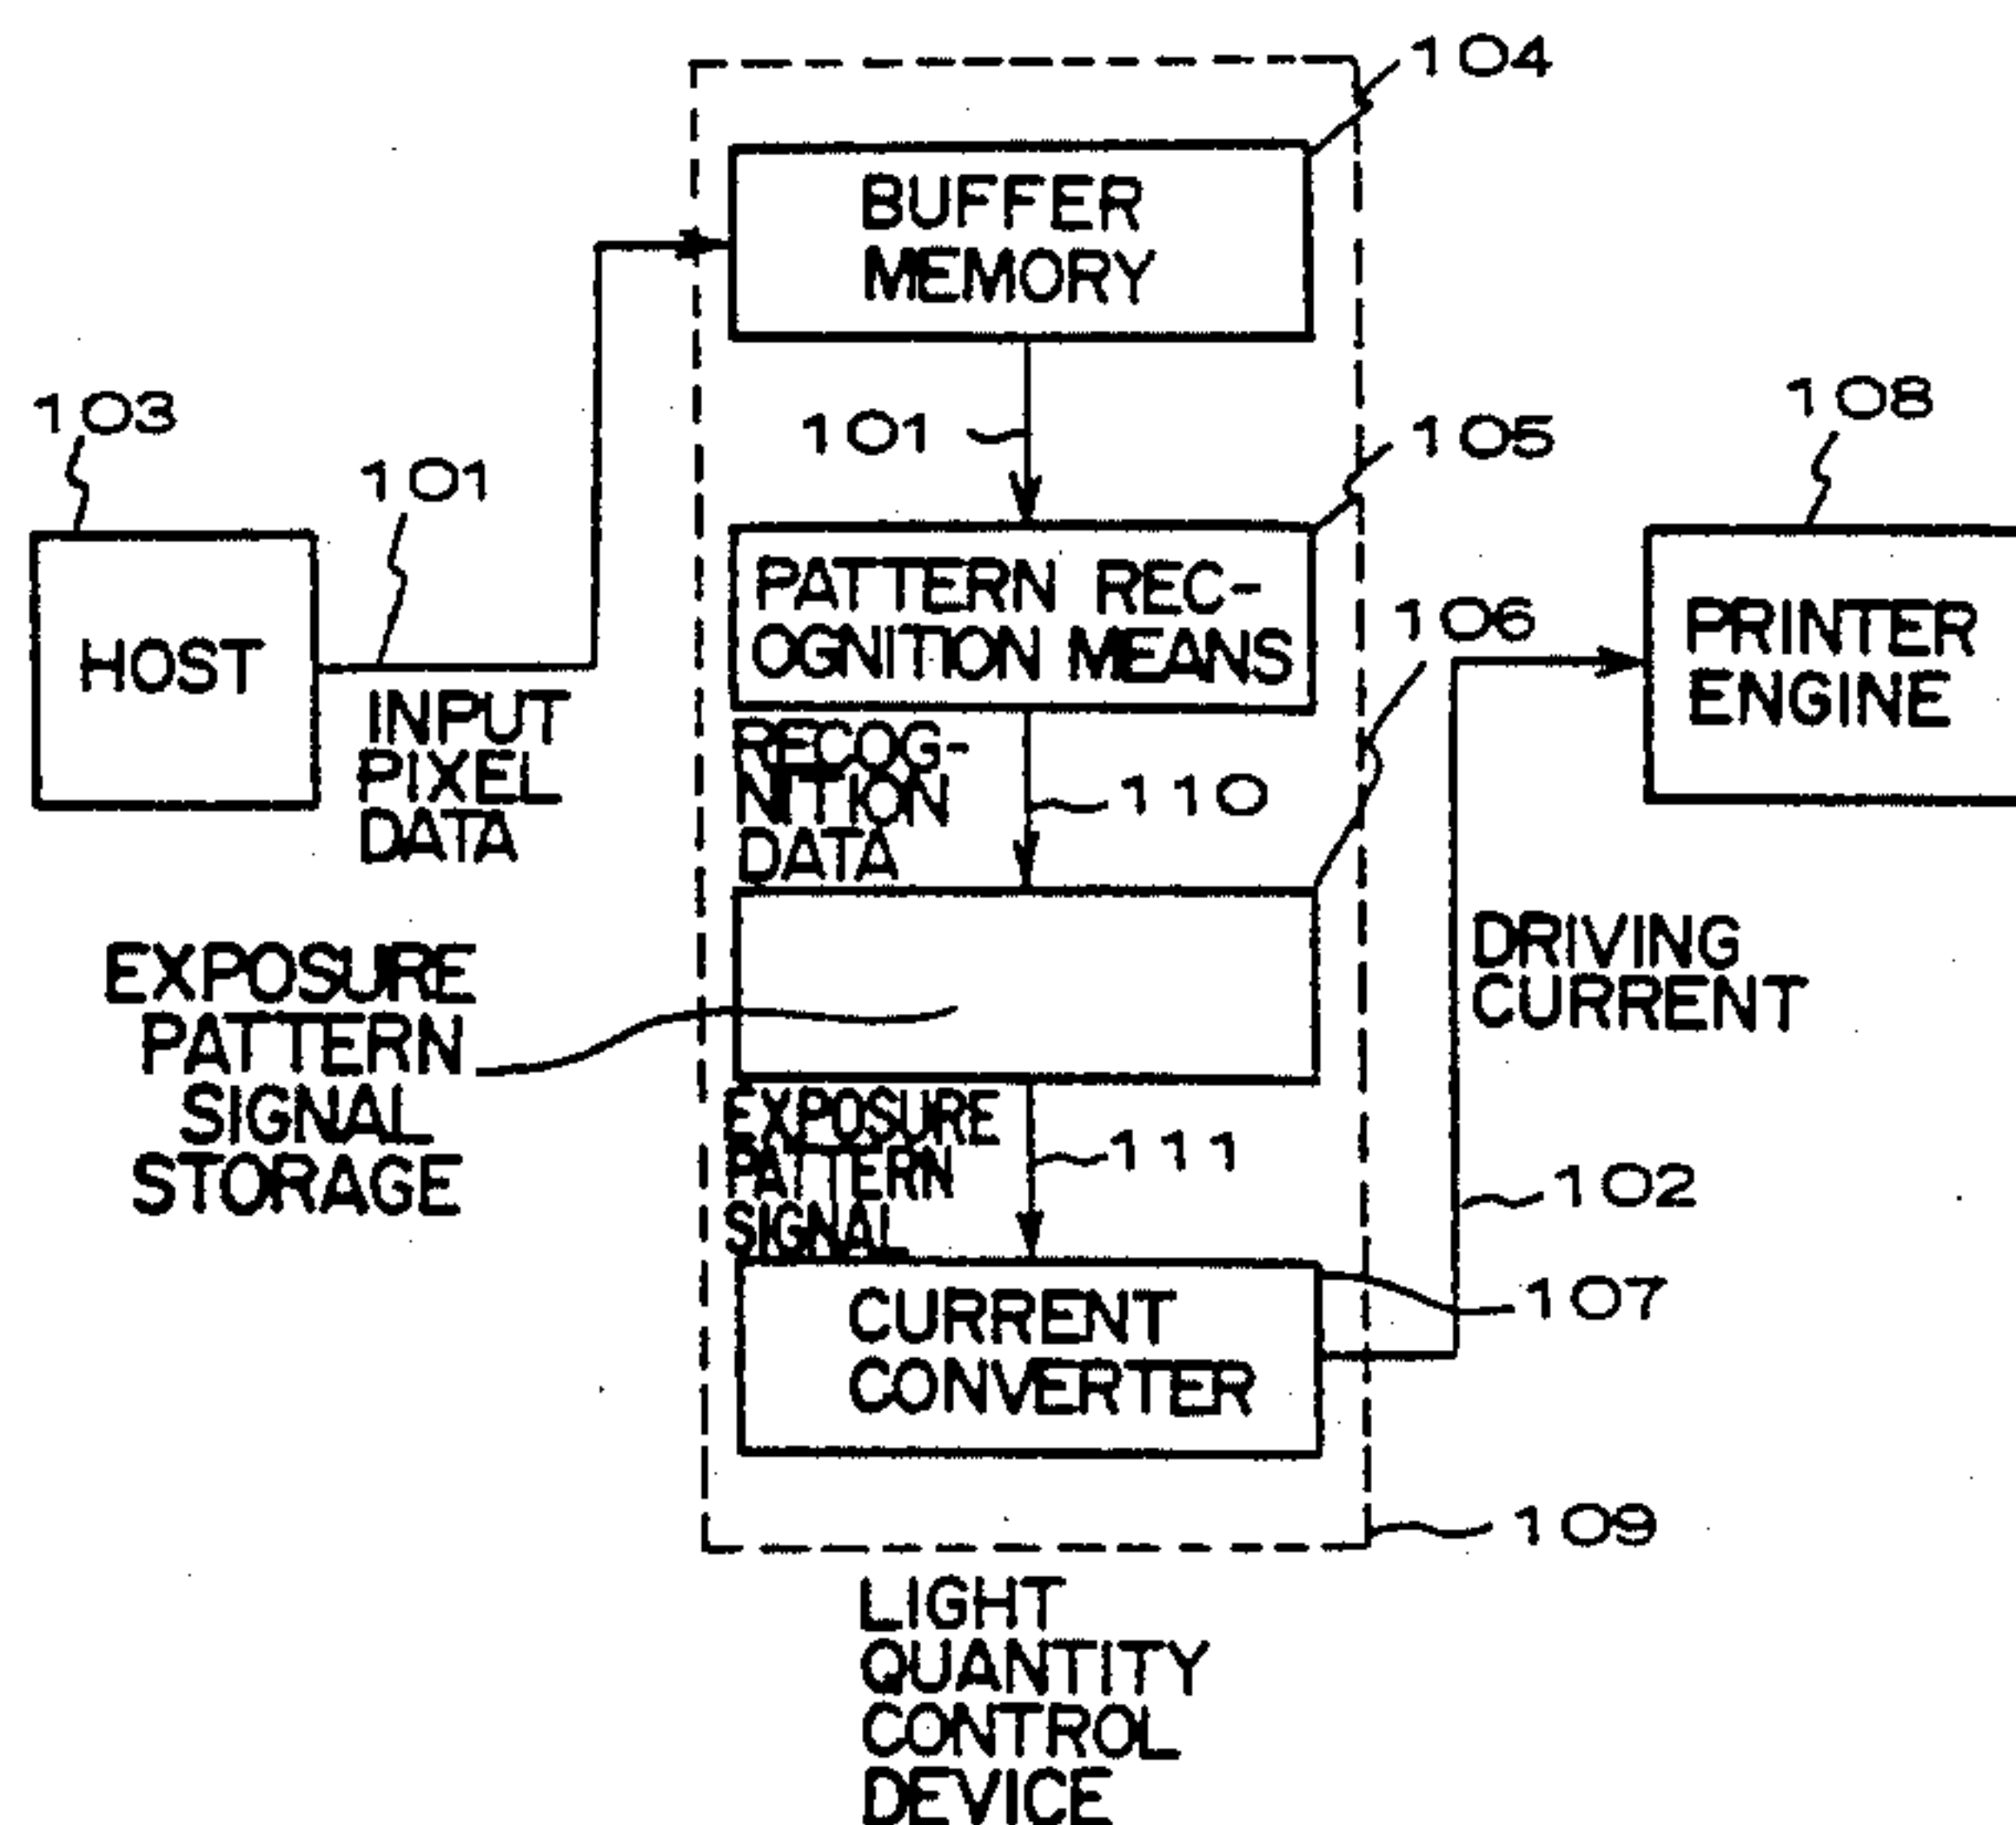 104
BUFFER
MEMORY
103
101
101
105
108
HOST
INPUT
PIXEL
DATA
PATTERN REC-
OGNITION MEANS
106
PRINTER
ENGINE
RECOG-
NITION
DATA
110
EXPOSURE
PATTERN
SIGNAL
STORAGE
DRIVING
CURRENT
EXPOSURE
PATTERN
SIGNAL
111
102
107
CURRENT
CONVERTER
109
LIGHT
QUANTITY
CONTROL
DEVICE